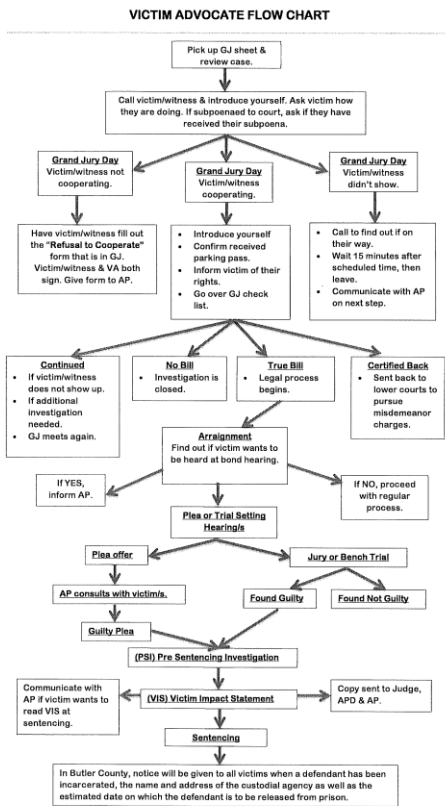 VICTIM ADVOCATE FLOW CHART
Pick up GJ sheet &
review case.
Call victim/witness & introduce yourself. Ask victim how
they are doing. If subpoenaed to court, ask if they have
received their subpoena.
Grand Jury Day
Victim/witness not
cooperating.
Grand Jury Day
Victim/witness
cooperating.
Grand Jury Day
Victim/witness
didn't show.
Have victim/witness fill out
the "Refusal to Cooperate"
form that is in GJ.
Victim/witness & VA both
sign. Give form to AP.
• Introduce yourself
• Confirm received
parking pass.
• Inform victim of their
rights.
• Go over GJ check
list.
• Call to find out if on
their way.
• Wait 15 minutes after
scheduled time, then
leave.
• Communicate with AP
on next step.
Continued
• If victim/witness
does not show up.
• If additional
investigation
needed.
• GJ meets again.
No Bill
• Investigation is
closed.
True Bill
• Legal process
begins.
Certified Back
• Sent back to
lower courts to
pursue
misdemeanor
charges.
Arraignment
Find out if victim wants to
be heard at bond hearing.
If YES,
inform AP.
If NO, proceed
with regular
process.
Plea or Trial Setting
Hearing/s
Plea offer
Jury or Bench Trial
AP consults with victim/s.
Found Guilty
Found Not Guilty
Guilty Plea
(PSI) Pre Sentencing Investigation
Communicate with
AP if victim wants to
read VIS at
sentencing.
(VIS) Victim Impact Statement
Copy sent to Judge,
APD & AP.
Sentencing
In Butler County, notice will be given to all victims when a defendant has been
incarcerated, the name and address of the custodial agency as well as the
estimated date on which the defendant is to be released from prison.